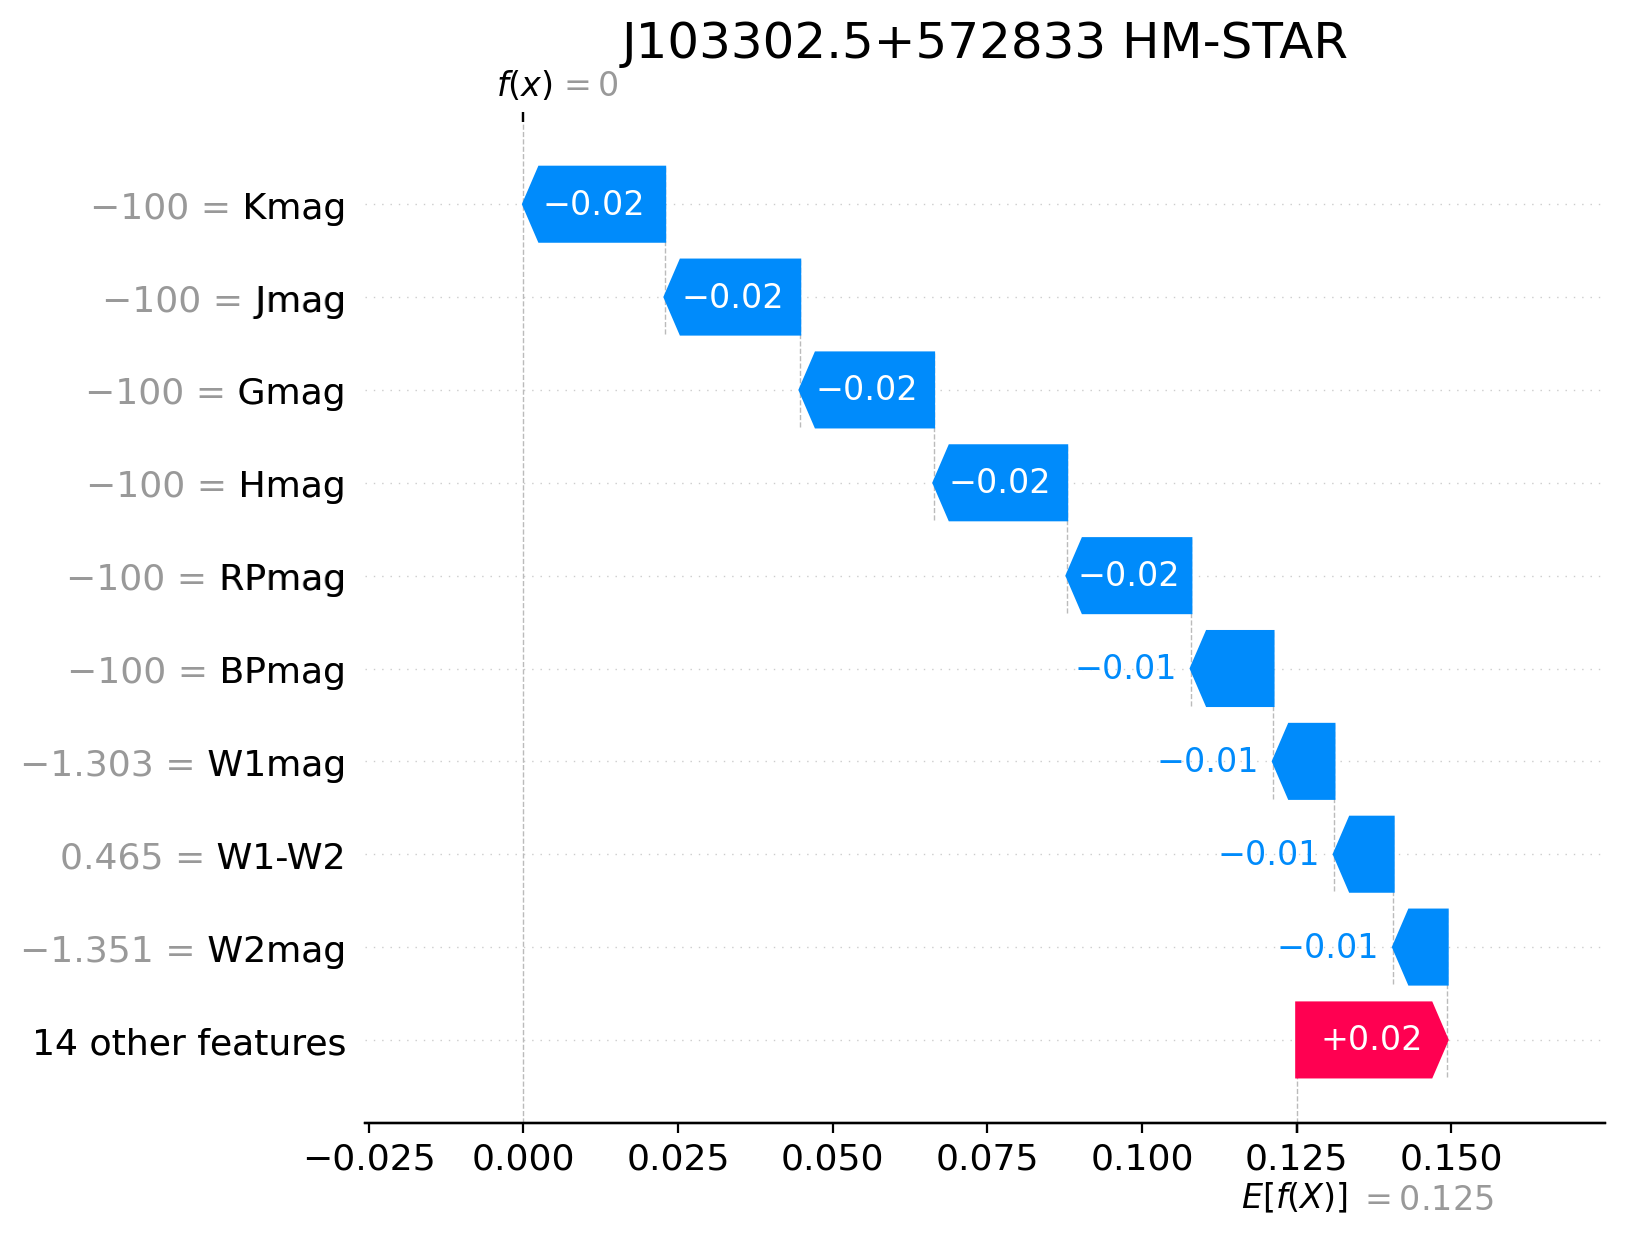 J103302.5+572833 HM-STAR
f(x) = 0
−100 = Kmag −0.02
−100 = Jmag −0.02
−100 = Gmag −0.02
−100 = Hmag −0.02
−100 = RPmag −0.02
−100 = BPmag −0.01
−1.303 = W1mag −0.01
0.465 = W1-W2 −0.01
−1.351 = W2mag −0.01
14 other features +0.02
−0.025 0.000 0.025 0.050 0.075 0.100 0.125 0.150
E[f(X)] = 0.125